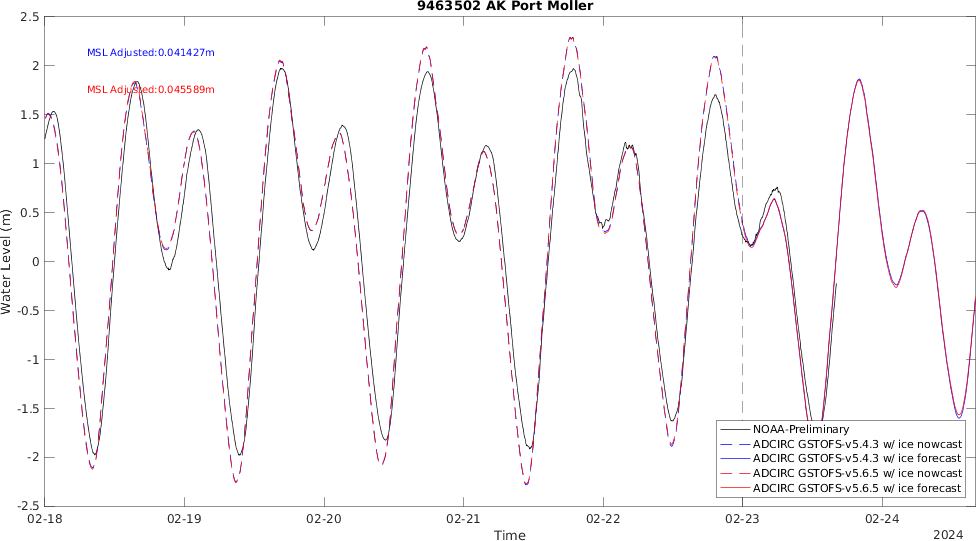 9463502 AK Port Moller
MSL Adjusted:0.041427m
MSL Adjusted:0.045589m
Water Level (m)
2.5
2
1.5
1
0.5
0
-0.5
-1
-1.5
-2
-2.5
NOAA-Preliminary
ADCIRC GSTOFS-v5.4.3 w/ ice nowcast
ADCIRC GSTOFS-v5.4.3 w/ ice forecast
ADCIRC GSTOFS-v5.6.5 w/ ice nowcast
ADCIRC GSTOFS-v5.6.5 w/ ice forecast
02-18 02-19 02-20 02-21 02-22 02-23 02-24
Time
2024